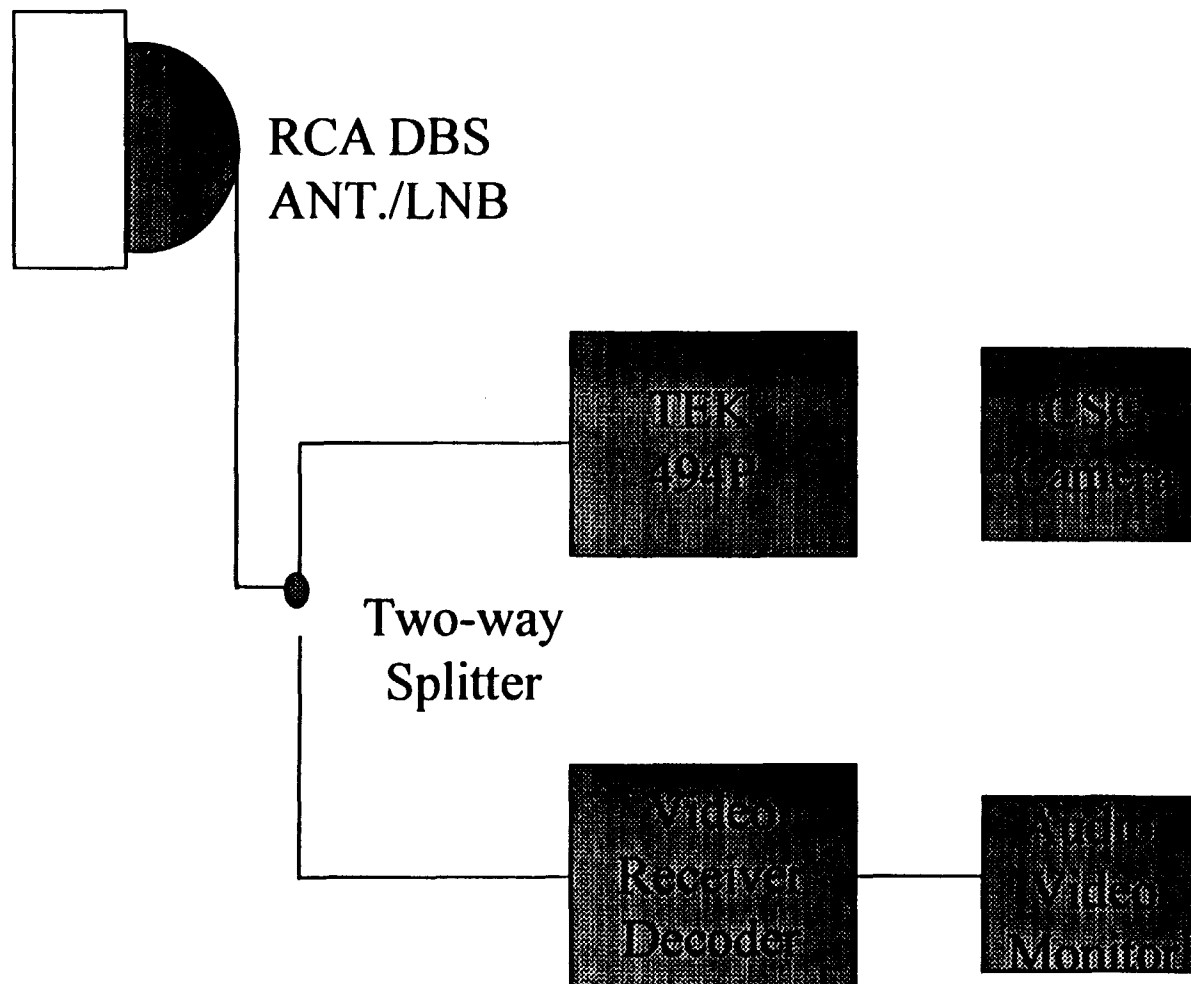 RCA DBS
ANT./LNB
TEK
494P
Camera
Two-way
Splitter
Video
Receiver
Decoder
Audio
Video
Monitor